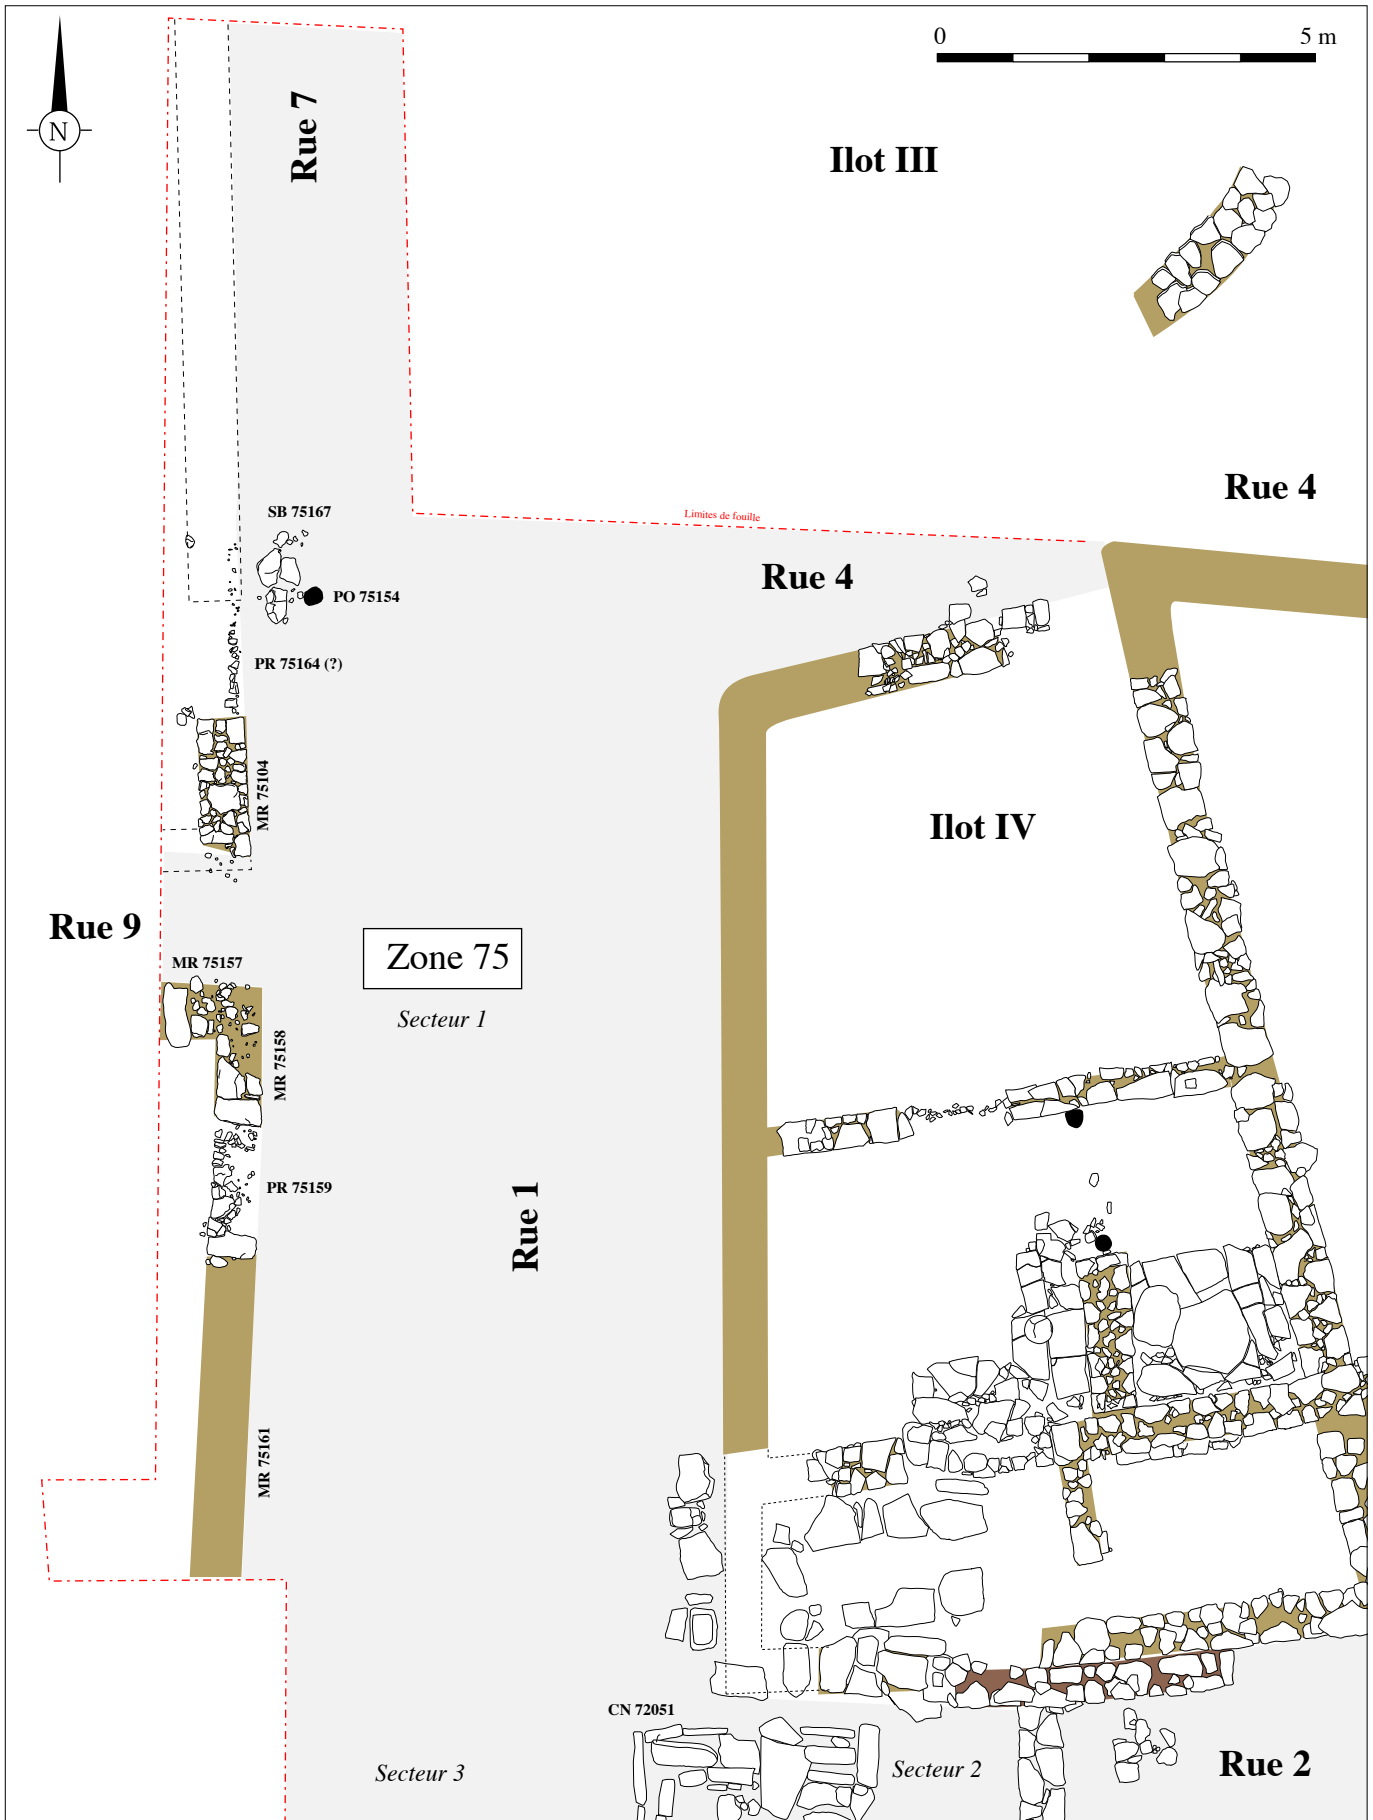 0 5 m
Rue 7
N
Ilot III
Rue 4
SB 75167
Limites de fouille
Rue 4
PO 75154
PR 75164 (?)
MR 75104
Ilot IV
Rue 9
Zone 75
MR 75157
Secteur 1
MR 75158
PR 75159
Rue 1
MR 75161
CN 72051
Secteur 3
Secteur 2
Rue 2